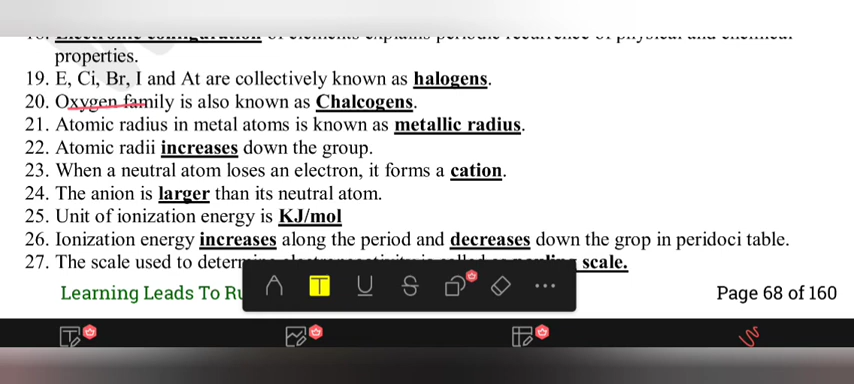 properties.
19. E, Ci, Br, I and At are collectively known as halogens.
20. Oxygen family is also known as Chalcogens.
21. Atomic radius in metal atoms is known as metallic radius.
22. Atomic radii increases down the group.
23. When a neutral atom loses an electron, it forms a cation.
24. The anion is larger than its neutral atom.
25. Unit of ionization energy is KJ/mol
26. Ionization energy increases along the period and decreases down the grop in peridoci table.
27. The scale used to scale.
Learning Leads To
Page 68 of 160